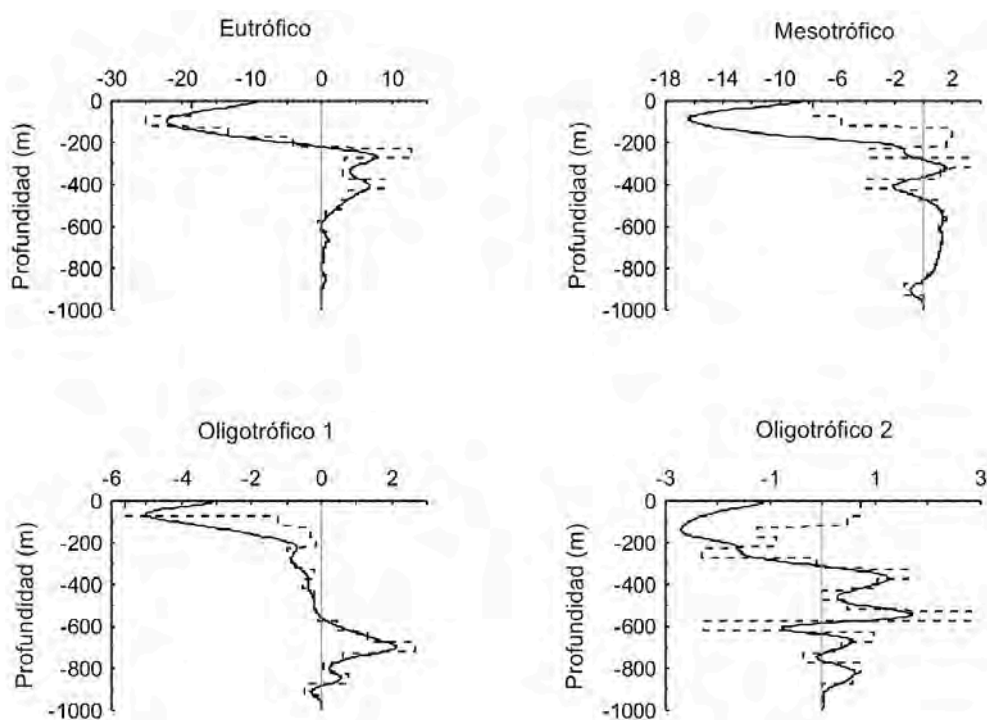 Eutrófico
-30 -20 -10 0 10
0
-200
-400
-600
-800
-1000
Profundidad (m)
Mesotrófico
-18 -14 -10 -6 -2 2
0
-200
-400
-600
-800
-1000
Profundidad (m)
Oligotrófico 1
-6 -4 -2 0 2
0
-200
-400
-600
-800
-1000
Profundidad (m)
Oligotrófico 2
-3 -1 1 3
0
-200
-400
-600
-800
-1000
Profundidad (m)